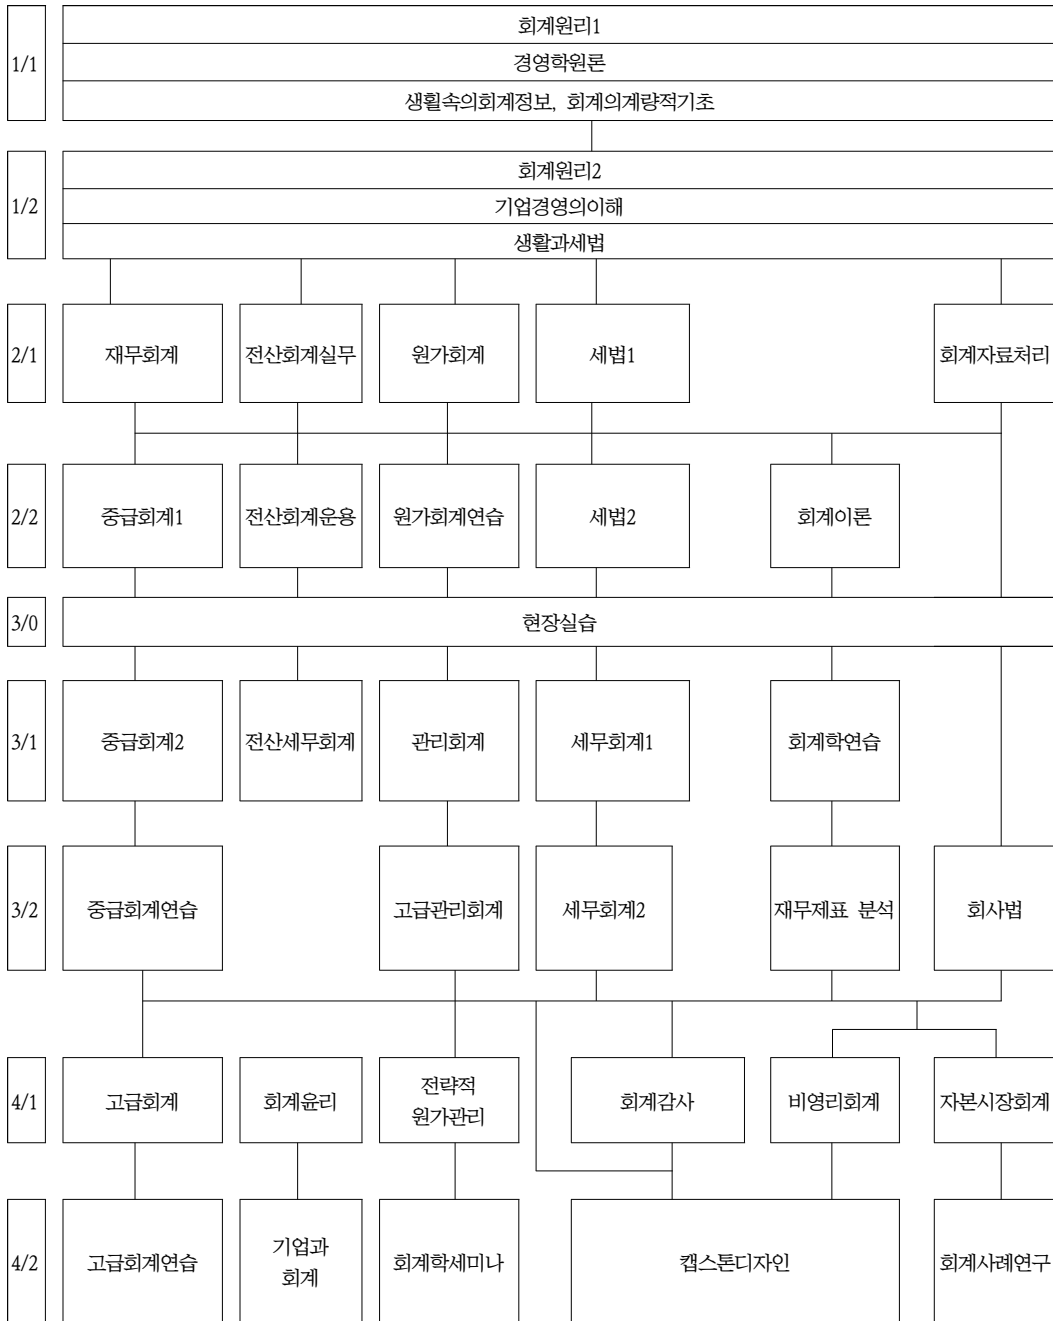 1/1
회계원리1
경영학원론
생횔속의회계정보, 회계의계량적기초
1/2
회계원리2
기업경영의이해
생활과세법
2/1
재무회계
전산회계실무
원가회계
세법1
회계자료처리
2/2
중급회계1
전산회계운용
원가회계연습
세법2
회계이론
3/0
현장실습
3/1
중급회계2
전산세무회계
관리회계
세무회계1
회계학연습
3/2
중급회계연습
고급관리회계
세무회계2
재무제표 분석
회사법
4/1
고급회계
회계윤리
전략적
원가관리
회계감사
비영리회계
자본시장회계
4/2
고급회계연습
기업과
회계
회계학세미나
캡스톤디자인
회계사례연구